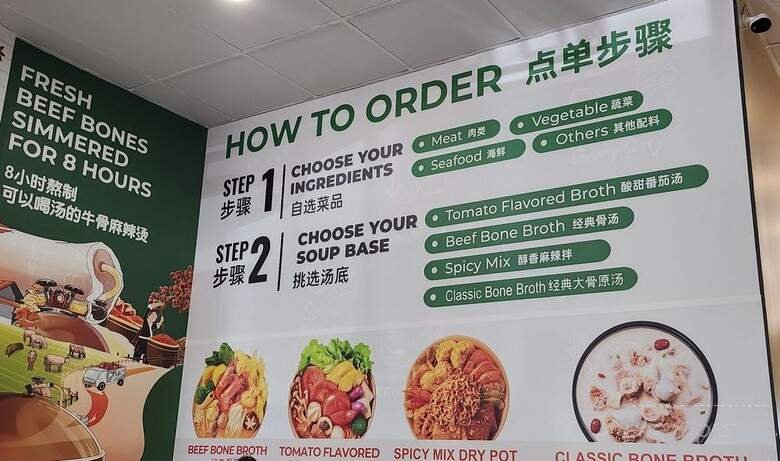 FRESH
BEEF BONES
SIMMERED
FOR 8 HOURS
8小时熬制
可以喝汤的牛骨麻辣烫
HOW TO ORDER 点单步骤
STEP 1
步骤
CHOOSE YOUR
INGREDIENTS
自选菜品
Meat 肉类
Vegetable 蔬菜
Seafood 海鲜
Others 其他配料
STEP 2
步骤
CHOOSE YOUR
SOUP BASE
挑选汤底
Tomato Flavored Broth 酸甜番茄汤
Beef Bone Broth 经典骨汤
Spicy Mix 醇香麻辣拌
Classic Bone Broth 经典大骨原汤
BEEF BONE BROTH
TOMATO FLAVORED
SPICY MIX DRY POT
CLASSIC BONE BROTH